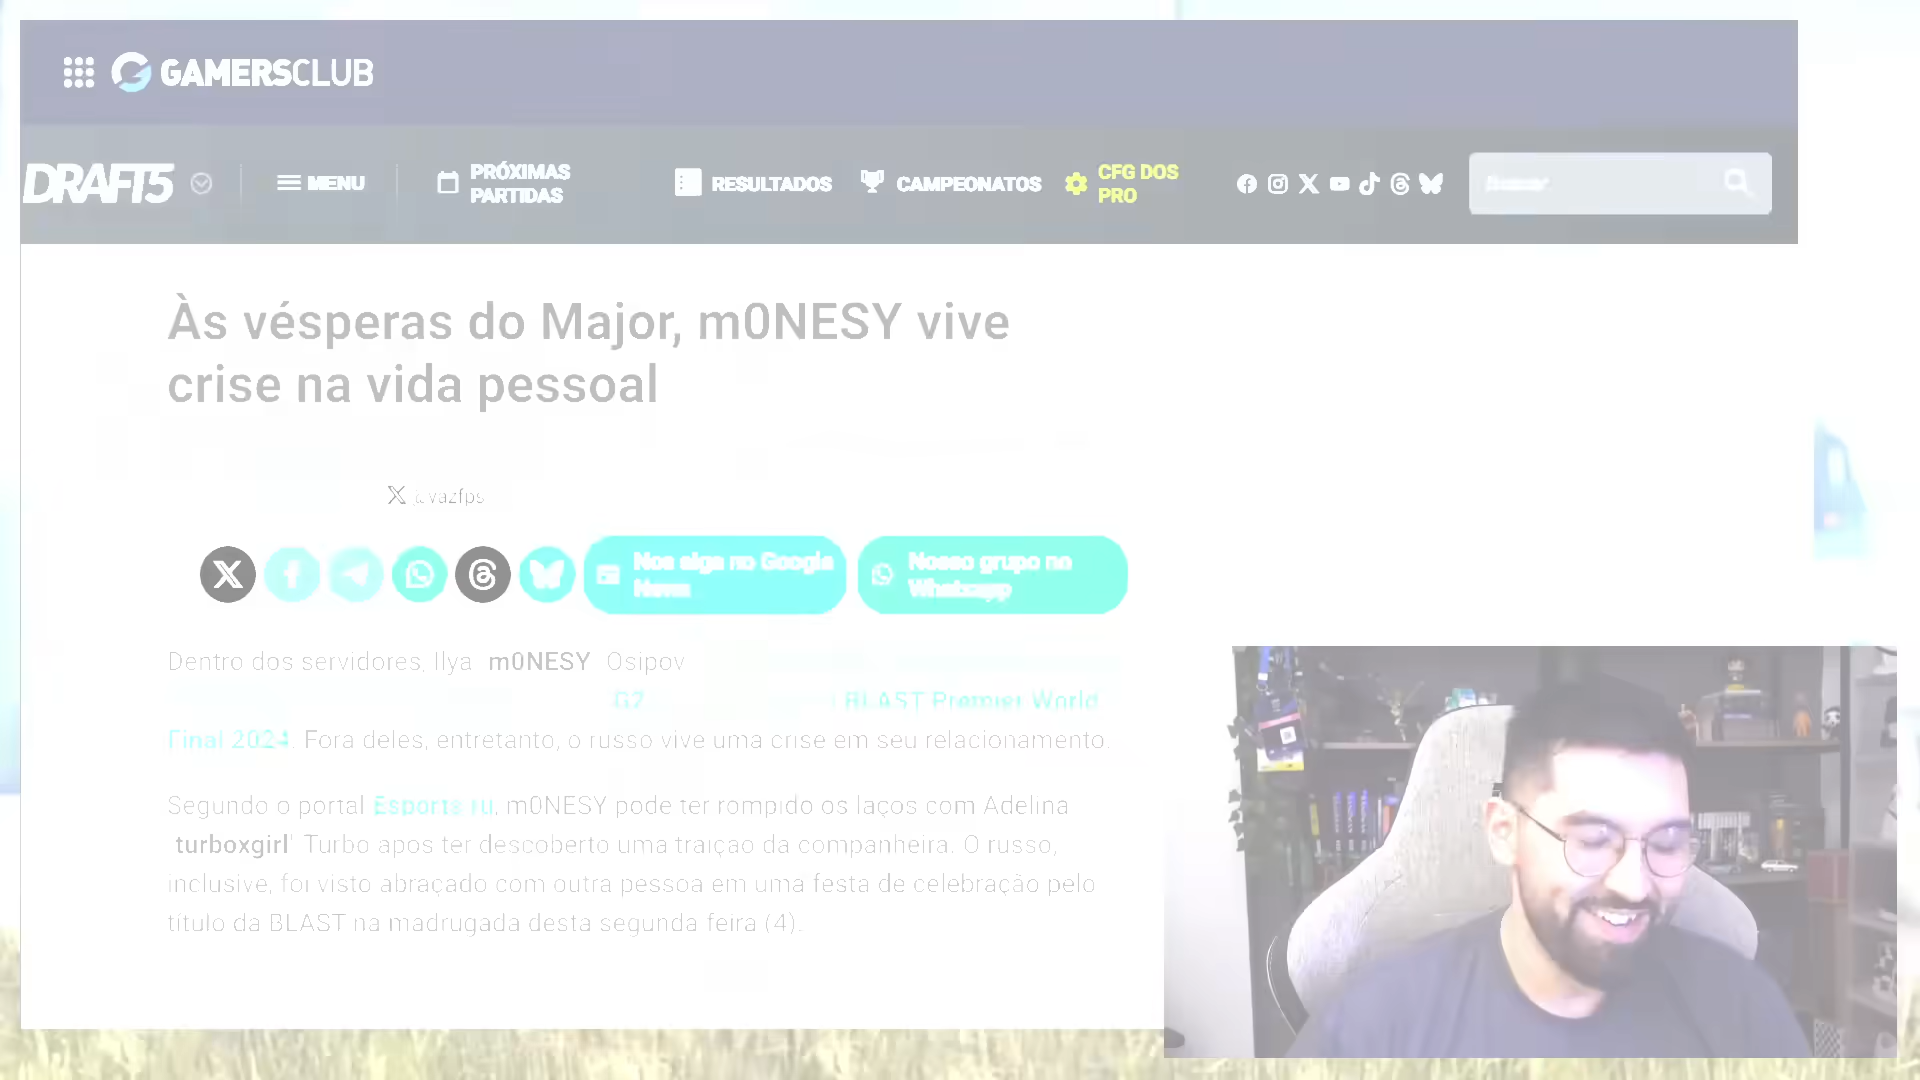 GAMERSCLUB
DRAFT5
MENU
PRÓXIMAS
PARTIDAS
RESULTADOS
CAMPEONATOS
CFG DOS
PRO
Buscar
Às vésperas do Major, m0NESY vive
crise na vida pessoal
vazfps
Nos siga no Google
News
Nosso grupo no
Whatsapp
Dentro dos servidores, Ilya m0NESY Osipov
G2 BLAST Premier World
Final 2024. Fora deles, entretanto, o russo vive uma crise em seu relacionamento.
Segundo o portal Esports.ru, m0NESY pode ter rompido os laços com Adelina
'turboxgirl' Turbo apos ter descoberto uma traiçao da companheira. O russo,
inclusive, foi visto abraçado com outra pessoa em uma festa de celebração pelo
título da BLAST na madrugada desta segunda feira (4).